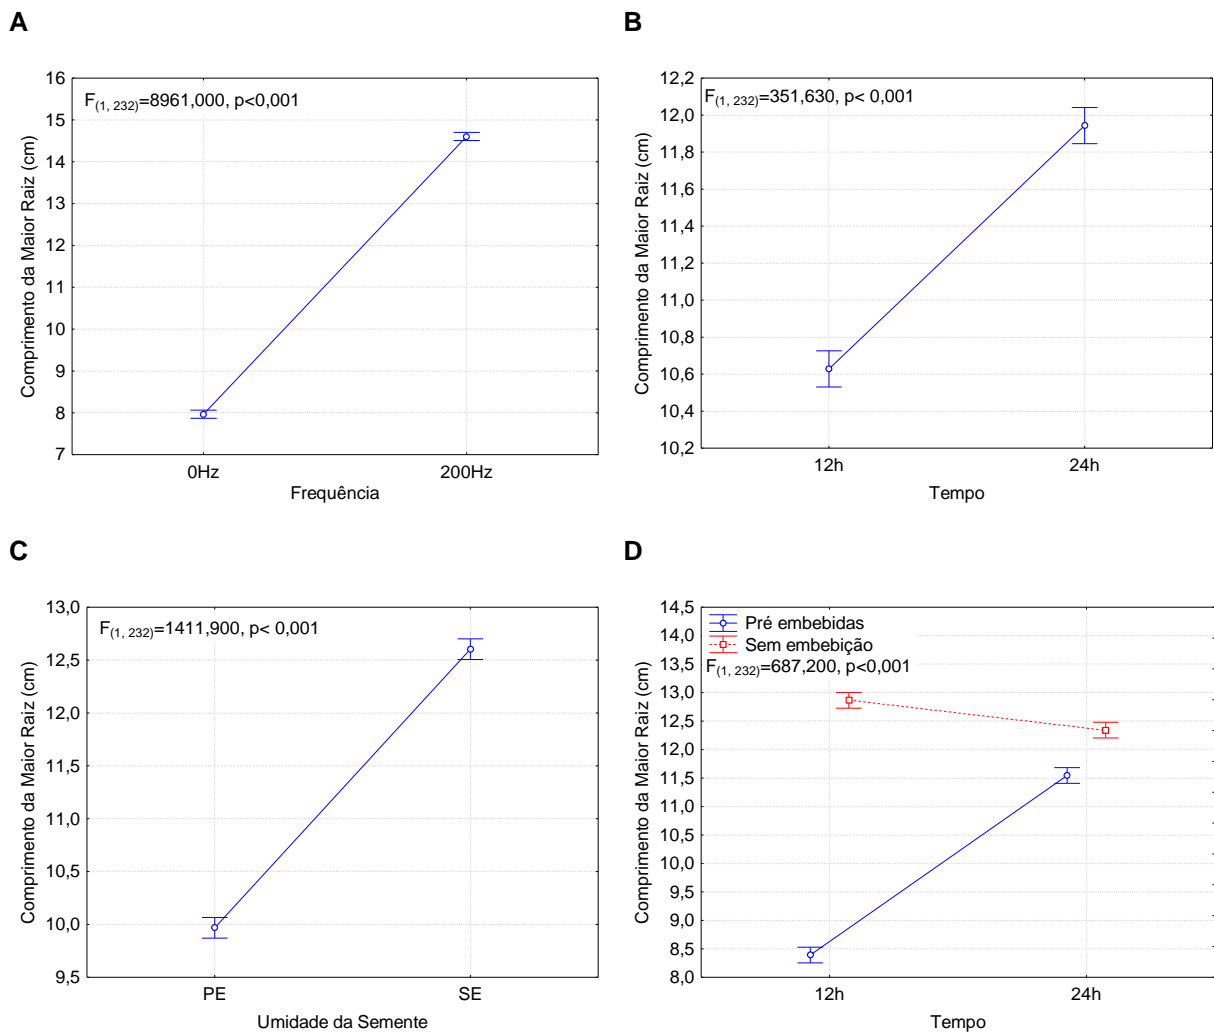 A
F(1, 232)=8961,000, p<0,001
Comprimento da Maior Raiz (cm)
16
15
14
13
12
11
10
9
8
7
0Hz
200Hz
Frequência
B
F(1, 232)=351,630, p< 0,001
Comprimento da Maior Raiz (cm)
12,2
12,0
11,8
11,6
11,4
11,2
11,0
10,8
10,6
10,4
10,2
12h
24h
Tempo
C
F(1, 232)=1411,900, p< 0,001
Comprimento da Maior Raiz (cm)
13,0
12,5
12,0
11,5
11,0
10,5
10,0
9,5
PE
SE
Umidade da Semente
D
Pré embebidas
Sem embebição
F(1, 232)=687,200, p<0,001
Comprimento da Maior Raiz (cm)
14,5
14,0
13,5
13,0
12,5
12,0
11,5
11,0
10,5
10,0
9,5
9,0
8,5
8,0
12h
24h
Tempo